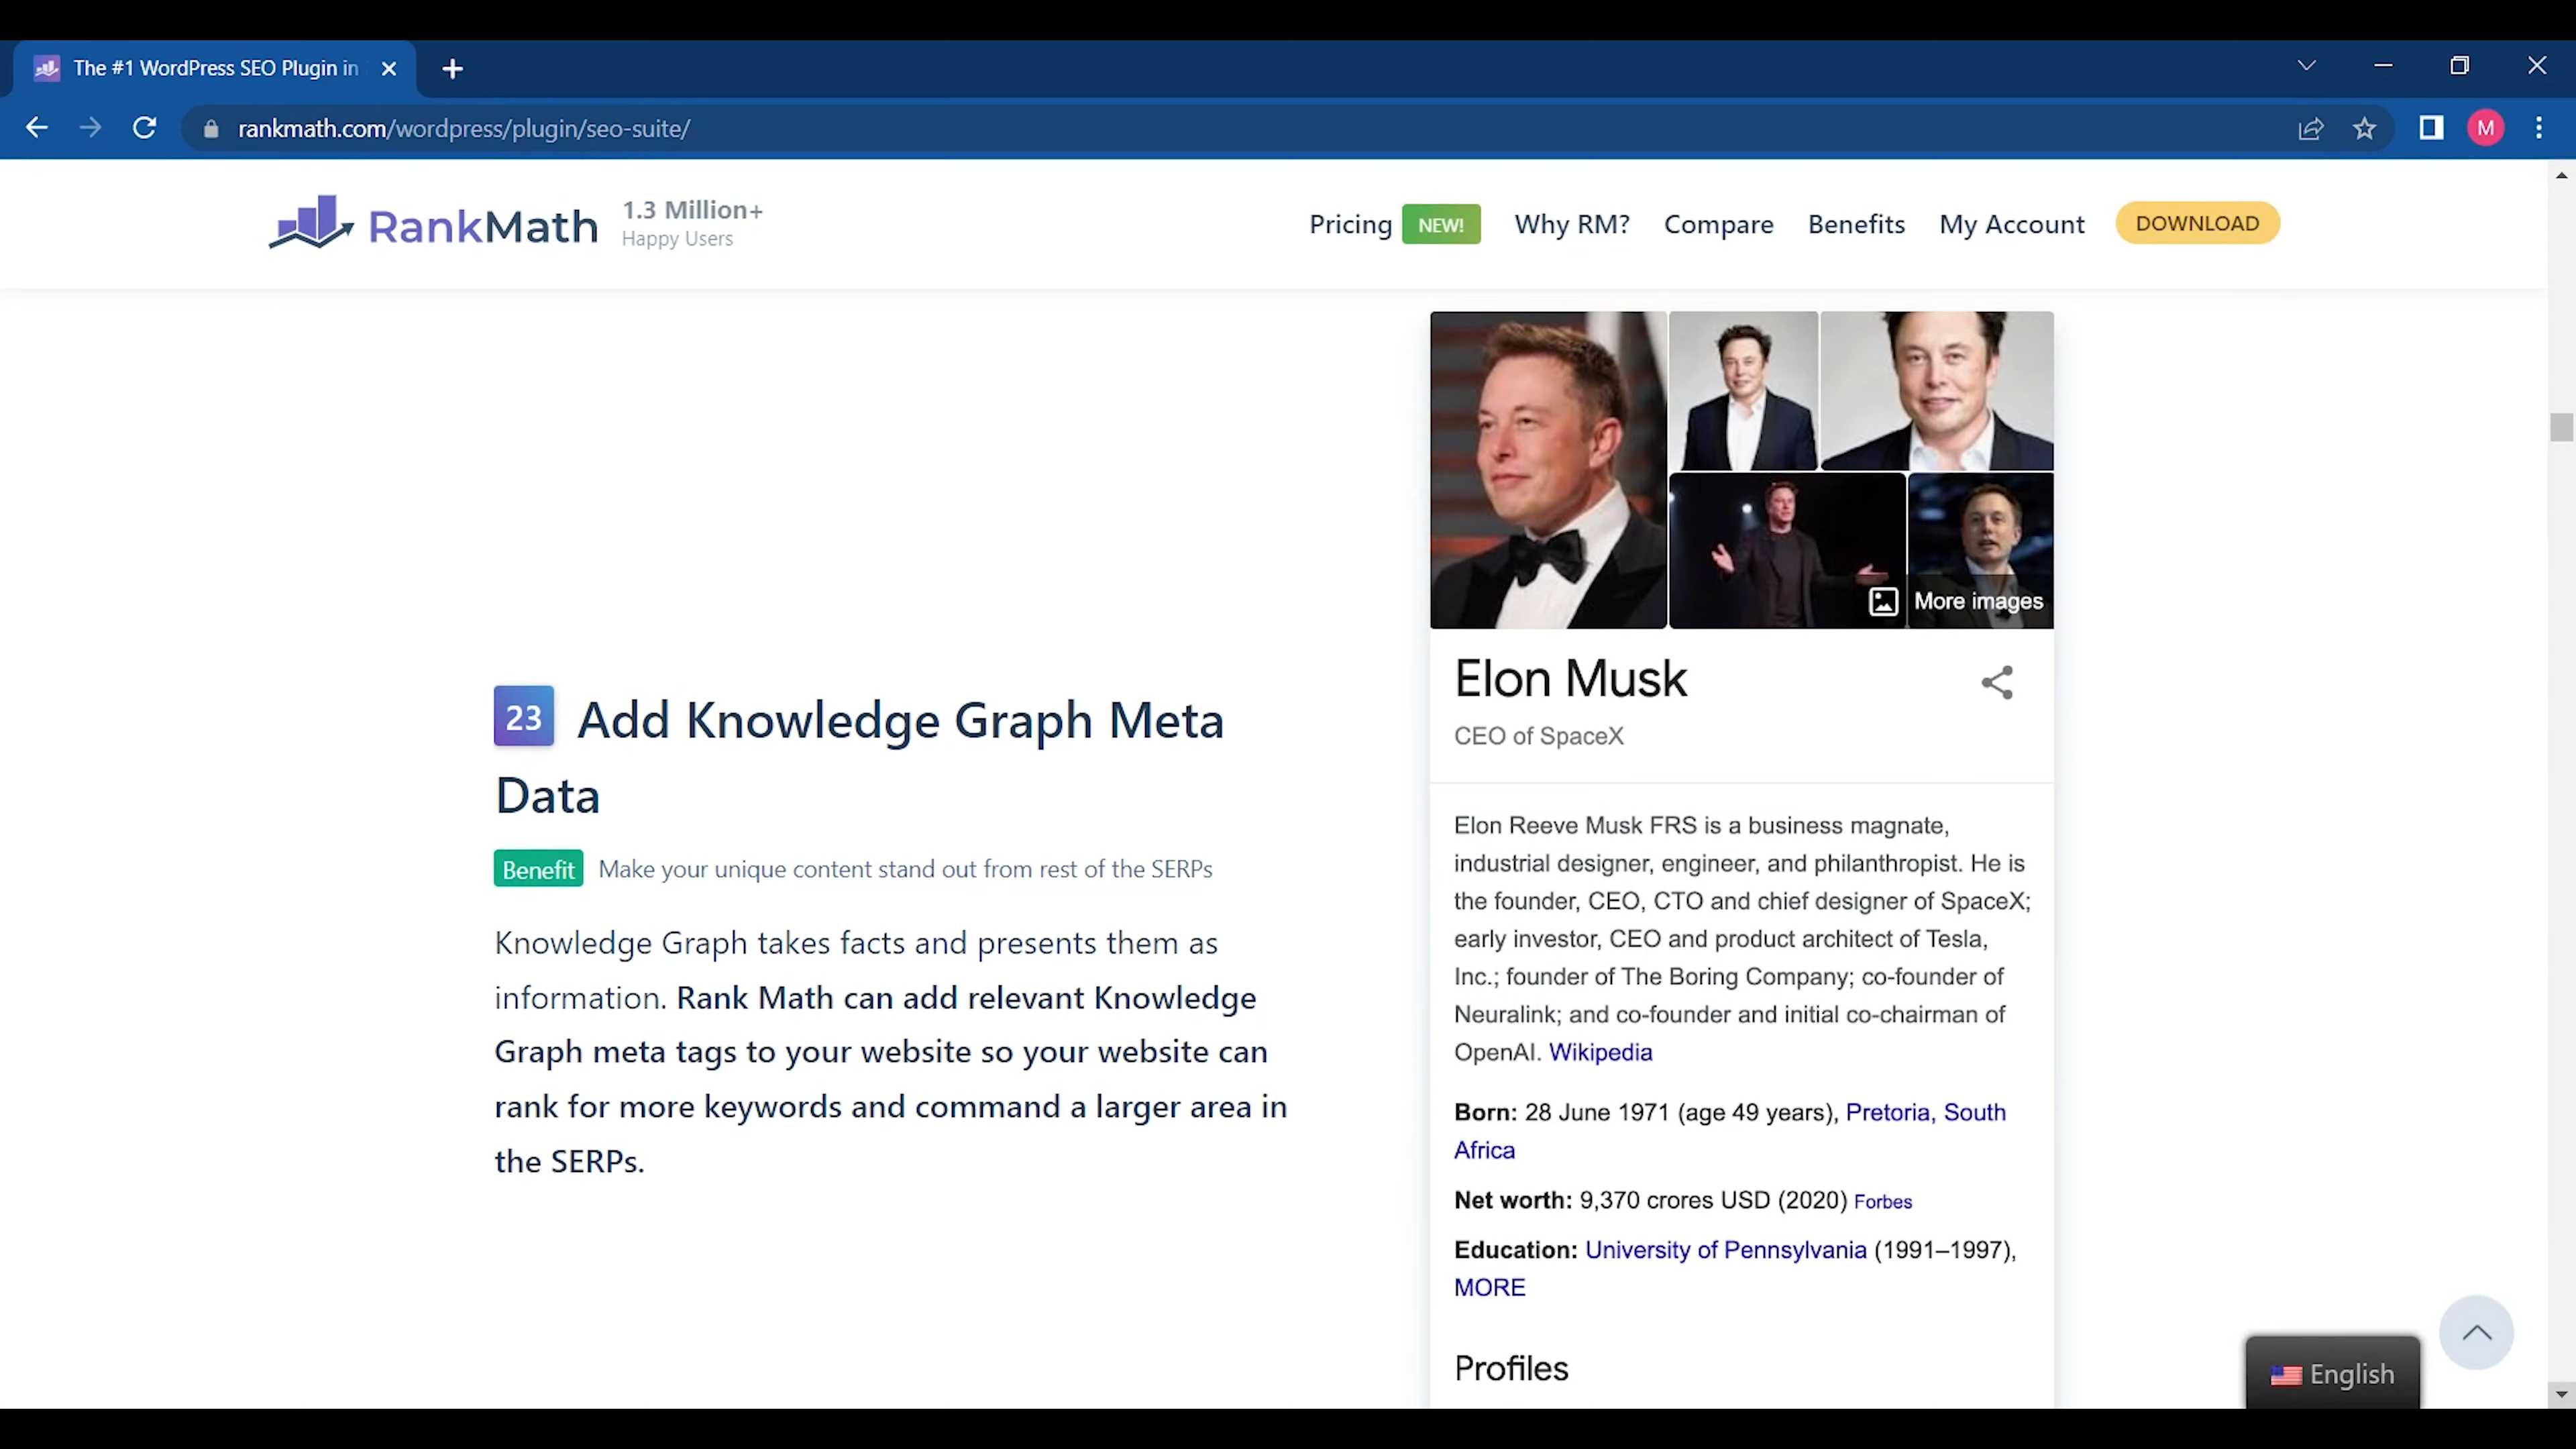 The #1 WordPress SEO Plugin in
rankmath.com/wordpress/plugin/seo-suite/
M
RankMath
1.3 Million+
Happy Users
Pricing NEW! Why RM? Compare Benefits My Account DOWNLOAD
More images
Elon Musk
CEO of SpaceX
23 Add Knowledge Graph Meta
Data
Benefit Make your unique content stand out from rest of the SERPs
Knowledge Graph takes facts and presents them as
information. Rank Math can add relevant Knowledge
Graph meta tags to your website so your website can
rank for more keywords and command a larger area in
the SERPs.
Elon Reeve Musk FRS is a business magnate,
industrial designer, engineer, and philanthropist. He is
the founder, CEO, CTO and chief designer of SpaceX;
early investor, CEO and product architect of Tesla,
Inc.; founder of The Boring Company; co-founder of
Neuralink; and co-founder and initial co-chairman of
OpenAI. Wikipedia
Born: 28 June 1971 (age 49 years), Pretoria, South
Africa
Net worth: 9,370 crores USD (2020) Forbes
Education: University of Pennsylvania (1991–1997),
MORE
Profiles
English